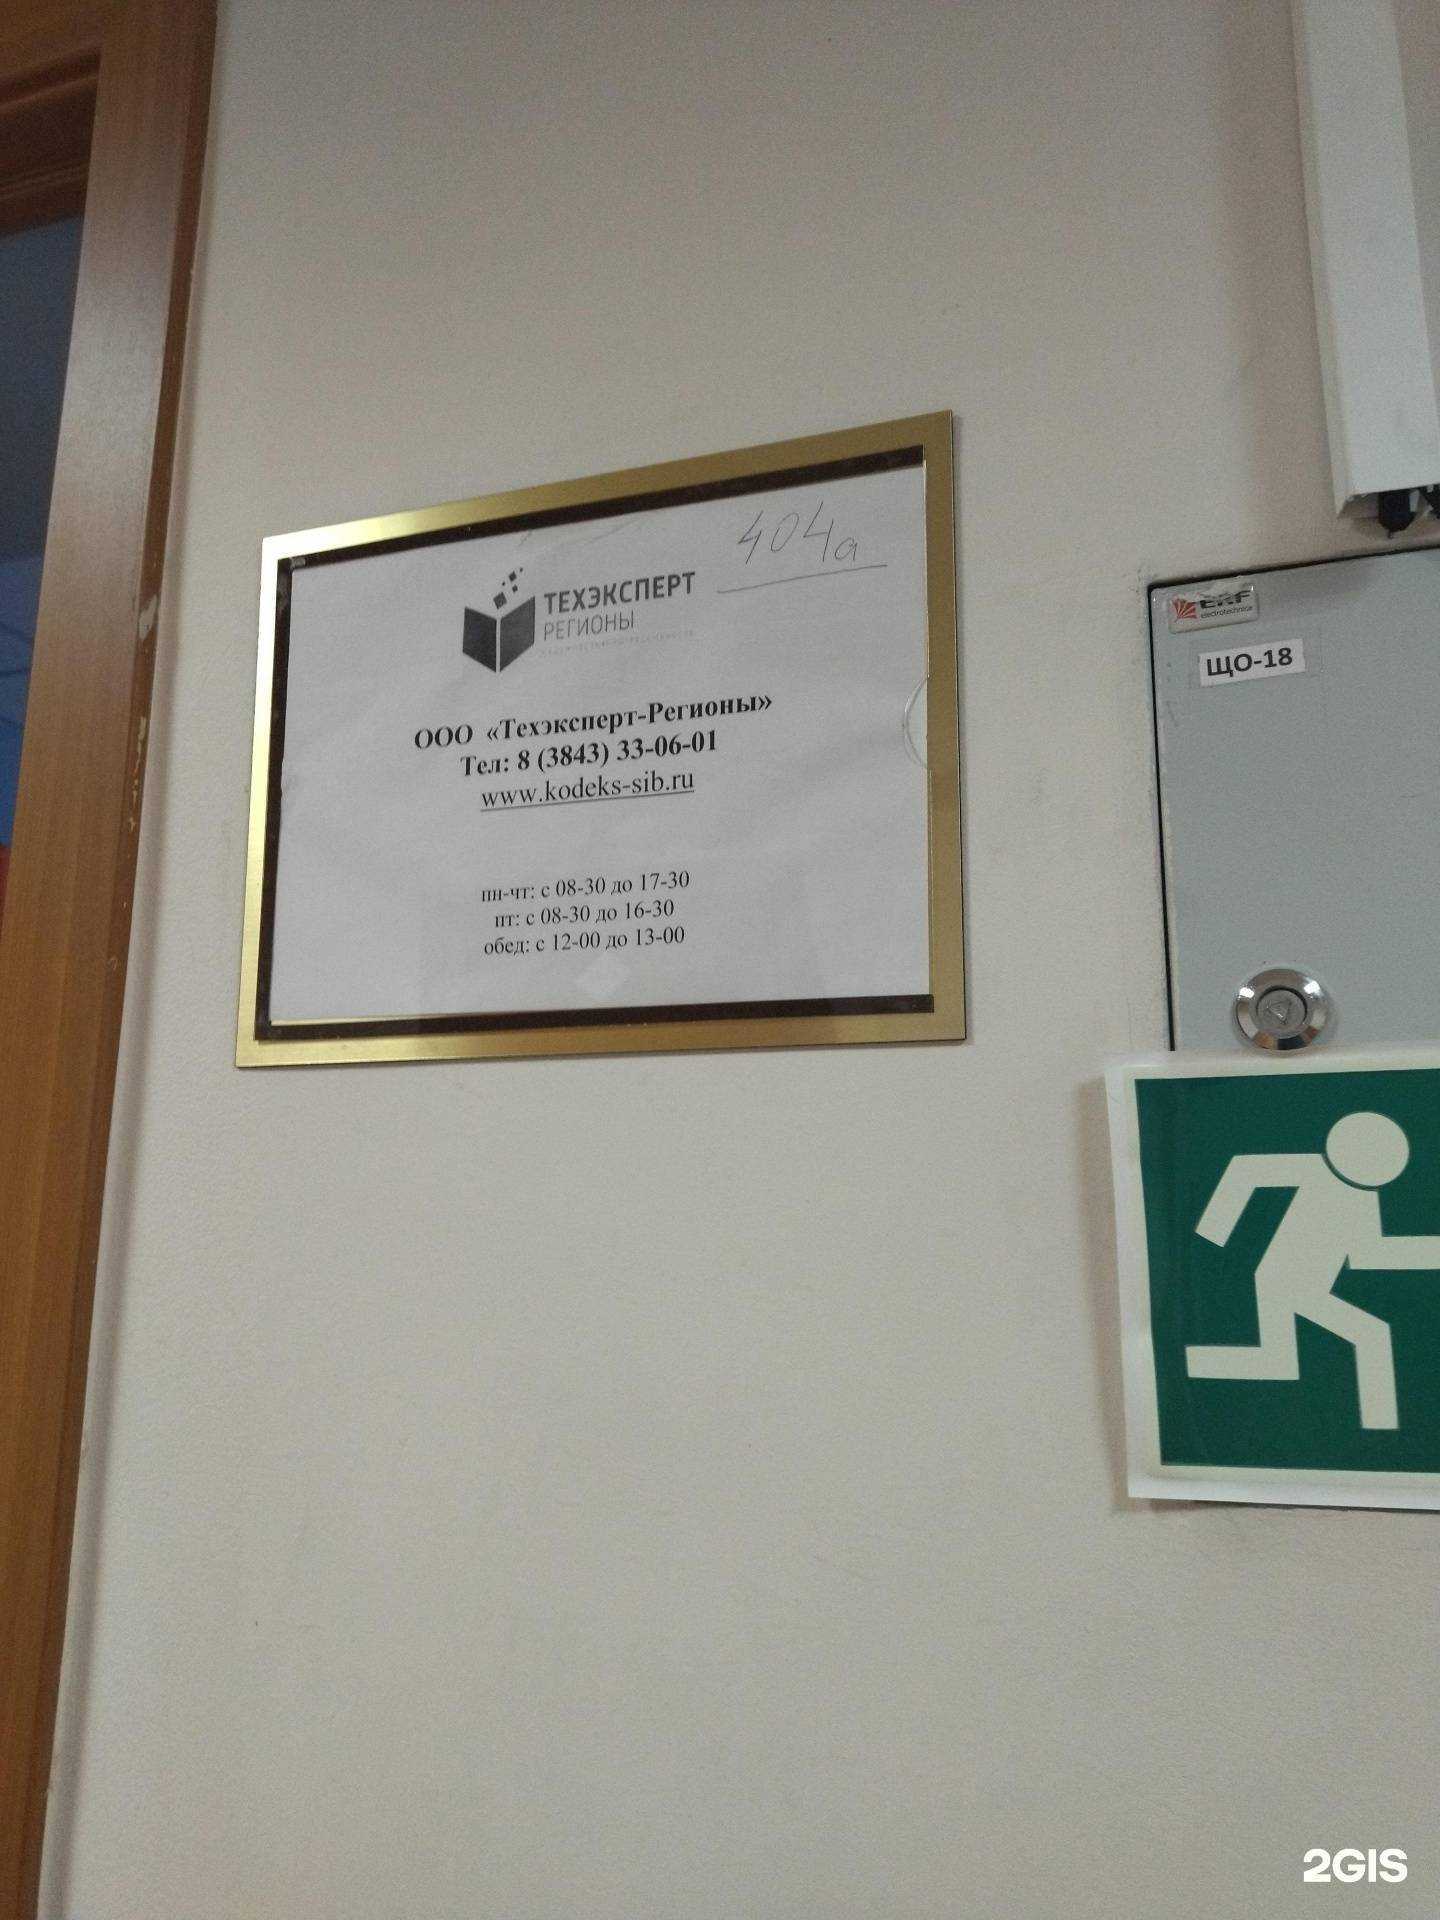 404а
ТЕХЭКСПЕРТ
РЕГИОНЫ
ООО «Техэксперт-Регионы»
Тел: 8 (3843) 33-06-01
www.kodeks-sib.ru
пн-чт: с 08-30 до 17-30
пт: с 08-30 до 16-30
обед: с 12-00 до 13-00
EKF
electrotechnica
ЩО-18
2GIS